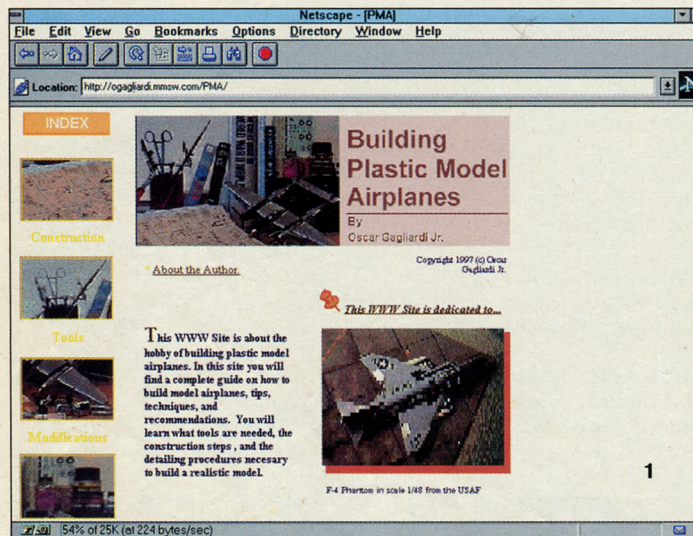 Netscape - [PMA]
File Edit View Go Bookmarks Options Directory Window Help
Location: http://ogagliardi.mmsw.com/PMA/
INDEX
Construction
Tools
Modifications
Building
Plastic Model
Airplanes
By
Oscar Gagliardi Jr.
Copyright 1997 (c) Oscar
Gagliardi Jr.
About the Author.
This WWW Site is dedicated to...
This WWW Site is about the
hobby of building plastic model
airplanes. In this site you will
find a complete guide on how to
build model airplanes, tips,
techniques, and
recommendations. You will
learn what tools are needed, the
construction steps , and the
detailing procedures necesary
to build a realistic model.
F-4 Phantom in scale 1/48 from the USAF
1
54% of 25K (at 224 bytes/sec)